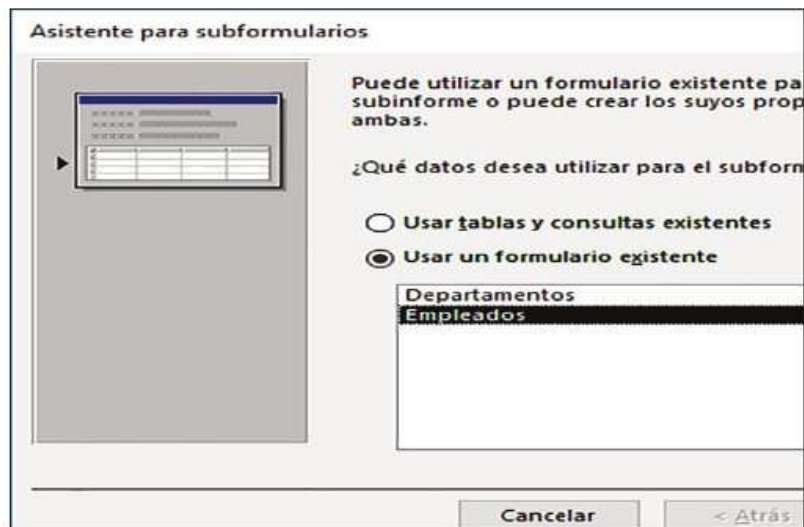 Asistente para subformularios
Puede utilizar un formulario existente pa
subinforme o puede crear los suyos prop
ambas.
¿Qué datos desea utilizar para el subforn
Usar tablas y consultas existentes
Usar un formulario existente
Departamentos
Empleados
Cancelar
< Atrás